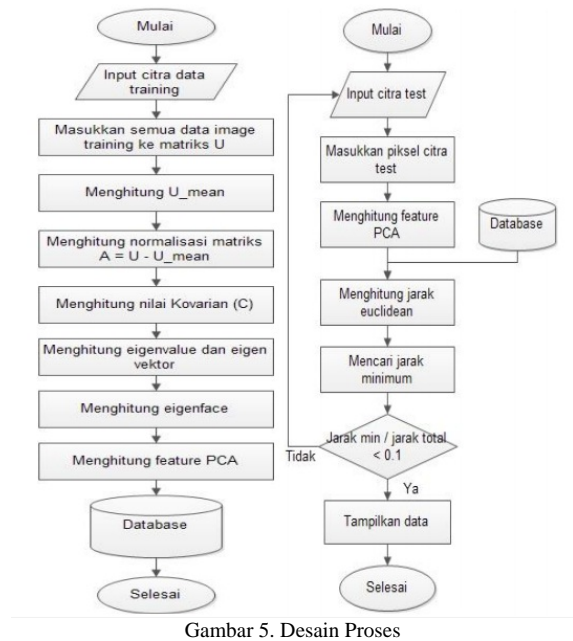 Mulai
Input citra data
training
Masukkan semua data image
training ke matriks U
Menghitung U_mean
Menghitung normalisasi matriks
A = U - U_mean
Menghitung nilai Kovarian (C)
Menghitung eigenvalue dan eigen
vektor
Menghitung eigenface
Menghitung feature PCA
Database
Selesai
Mulai
Input citra test
Masukkan piksel citra
test
Menghitung feature
PCA
Database
Menghitung jarak
euclidean
Mencari jarak
minimum
Jarak min / jarak total
< 0.1
Tidak
Ya
Tampilkan data
Selesai
Gambar 5. Desain Proses